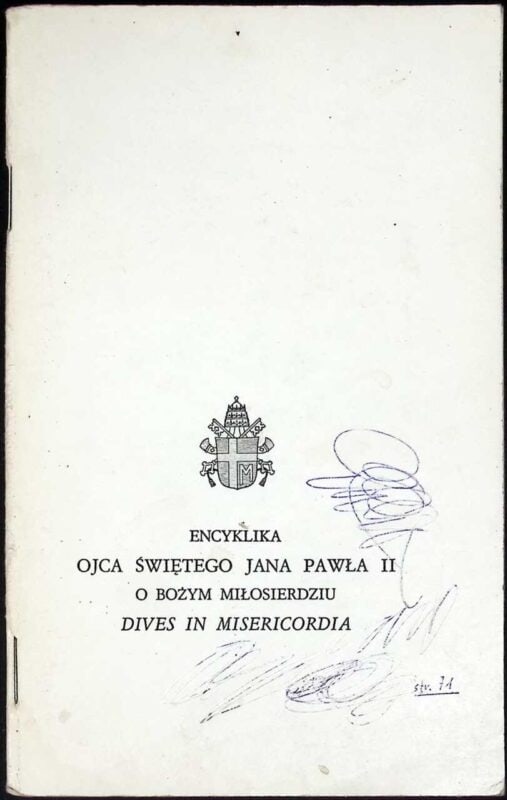 M
ENCYKLIKA
OJCA ŚWIĘTEGO JANA PAWŁA II
O BOŻYM MIŁOSIERDZIU
DIVES IN MISERICORDIA
str. 71